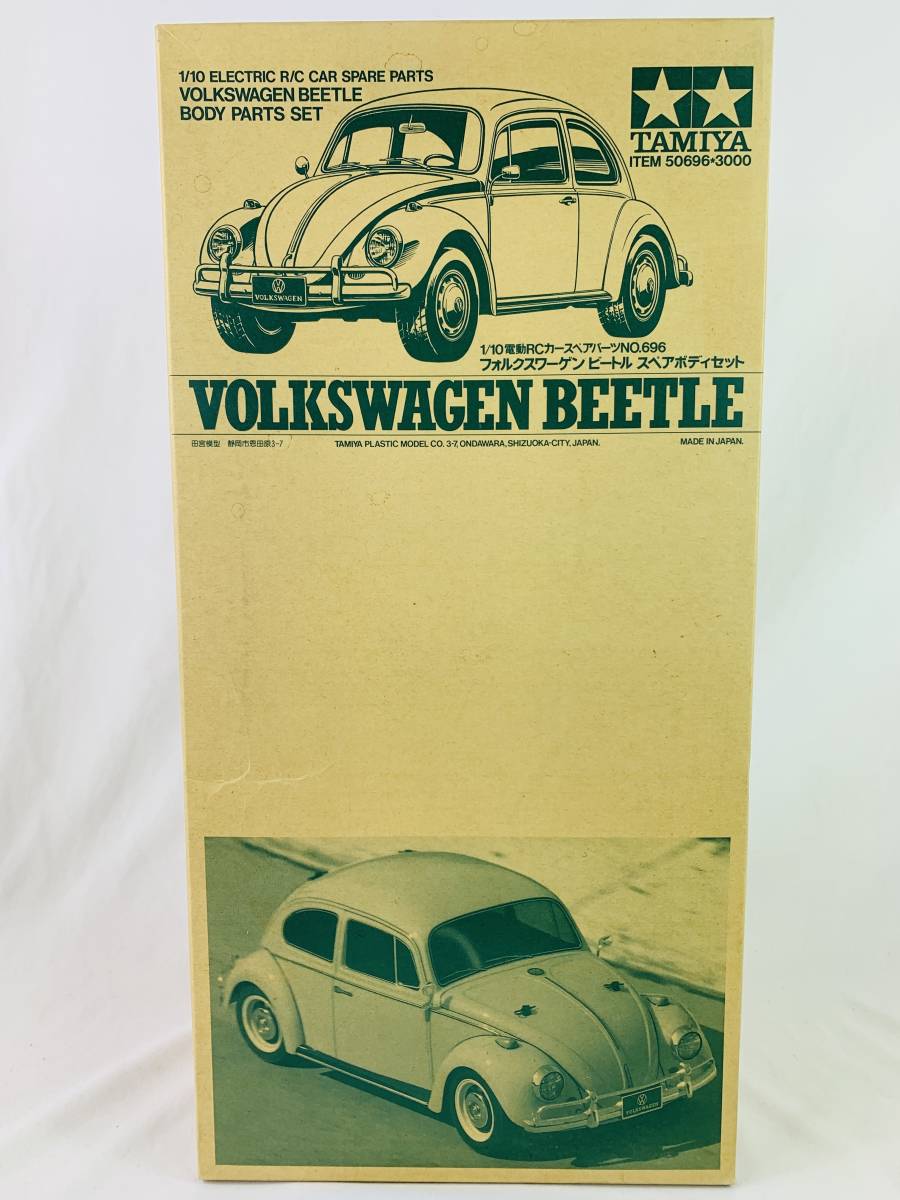 1/10 ELECTRIC R/C CAR SPARE PARTS
VOLKSWAGEN BEETLE
BODY PARTS SET
TAMIYA
ITEM 50696★3000
VOLKSWAGEN
1/10電動RCカースペアパーツNO.696
フォルクスワーゲン ビートル スペアボディセット
VOLKSWAGEN BEETLE
田宮模型 静岡市恩田原3-7
TAMIYA PLASTIC MODEL CO. 3-7, ONDAWARA, SHIZUOKA-CITY, JAPAN.
MADE IN JAPAN.
VOLKSWAGEN